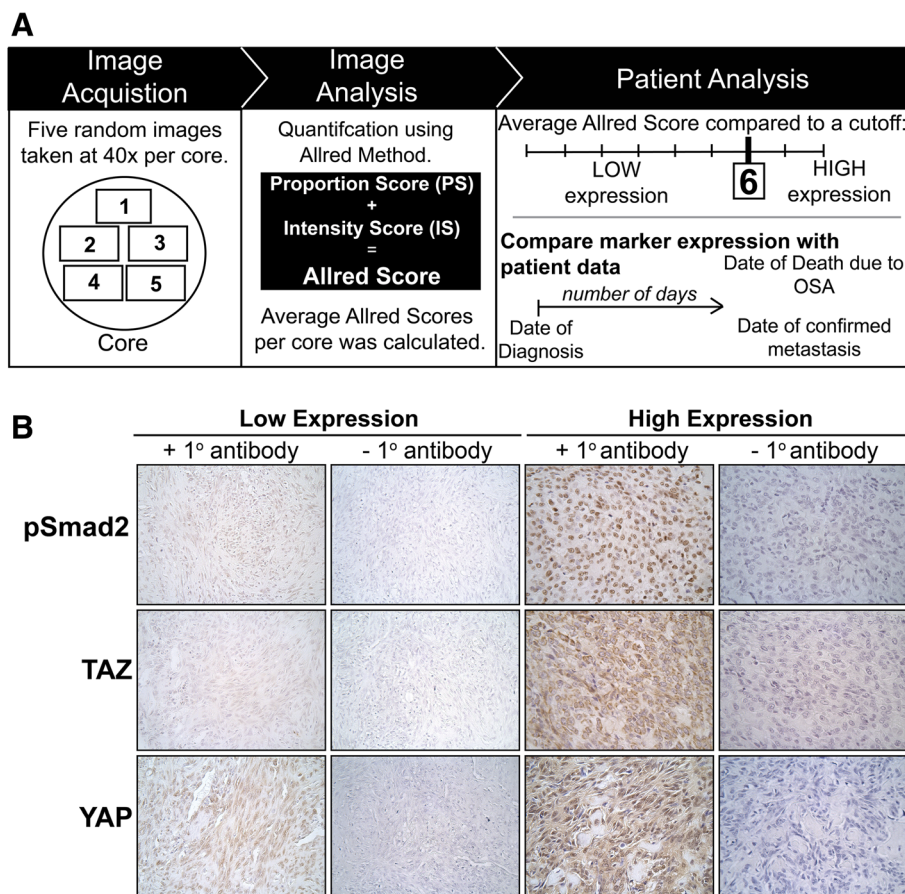 A
Image
Acquistion
Image
Analysis
Patient Analysis
Five random images
taken at 40x per core.
1
2
3
4
5
Core
Quantifcation using
Allred Method.
Proportion Score (PS)
+
Intensity Score (IS)
=
Allred Score
Average Allred Scores
per core was calculated.
Average Allred Score compared to a cutoff:
LOW
expression
6
HIGH
expression
Compare marker expression with
patient data
number of days
Date of
Diagnosis
Date of Death due to
OSA
Date of confirmed
metastasis
B
Low Expression
High Expression
+ 1º antibody
- 1º antibody
+ 1º antibody
- 1º antibody
pSmad2
TAZ
YAP